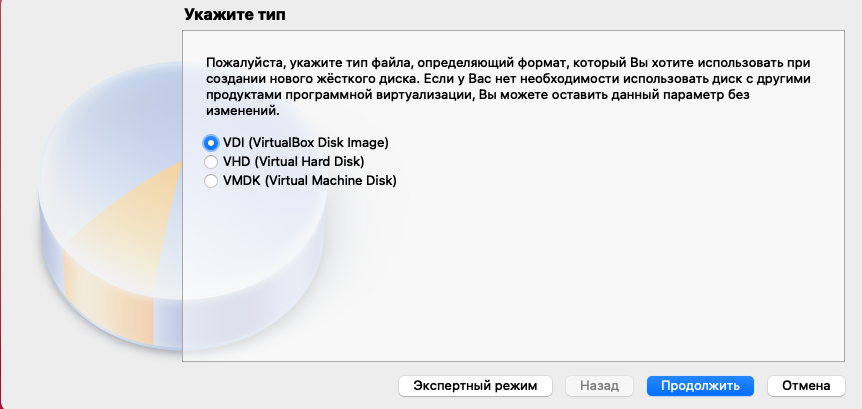 Укажите тип
Пожалуйста, укажите тип файла, определяющий формат, который Вы хотите использовать при
создании нового жёсткого диска. Если у Вас нет необходимости использовать диск с другими
продуктами программной виртуализации, Вы можете оставить данный параметр без
изменений.
VDI (VirtualBox Disk Image)
VHD (Virtual Hard Disk)
VMDK (Virtual Machine Disk)
Экспертный режим
Назад
Продолжить
Отмена